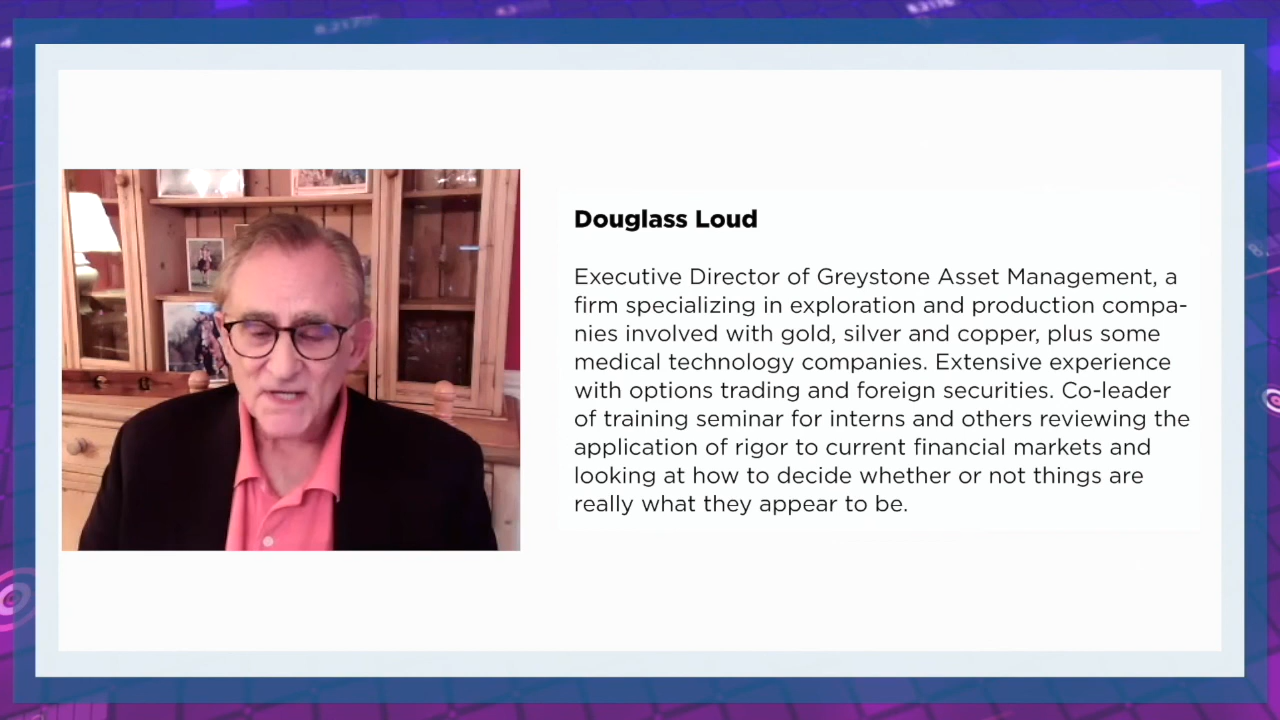 Douglass Loud
Executive Director of Greystone Asset Management, a
firm specializing in exploration and production compa-
nies involved with gold, silver and copper, plus some
medical technology companies. Extensive experience
with options trading and foreign securities. Co-leader
of training seminar for interns and others reviewing the
application of rigor to current financial markets and
looking at how to decide whether or not things are
really what they appear to be.